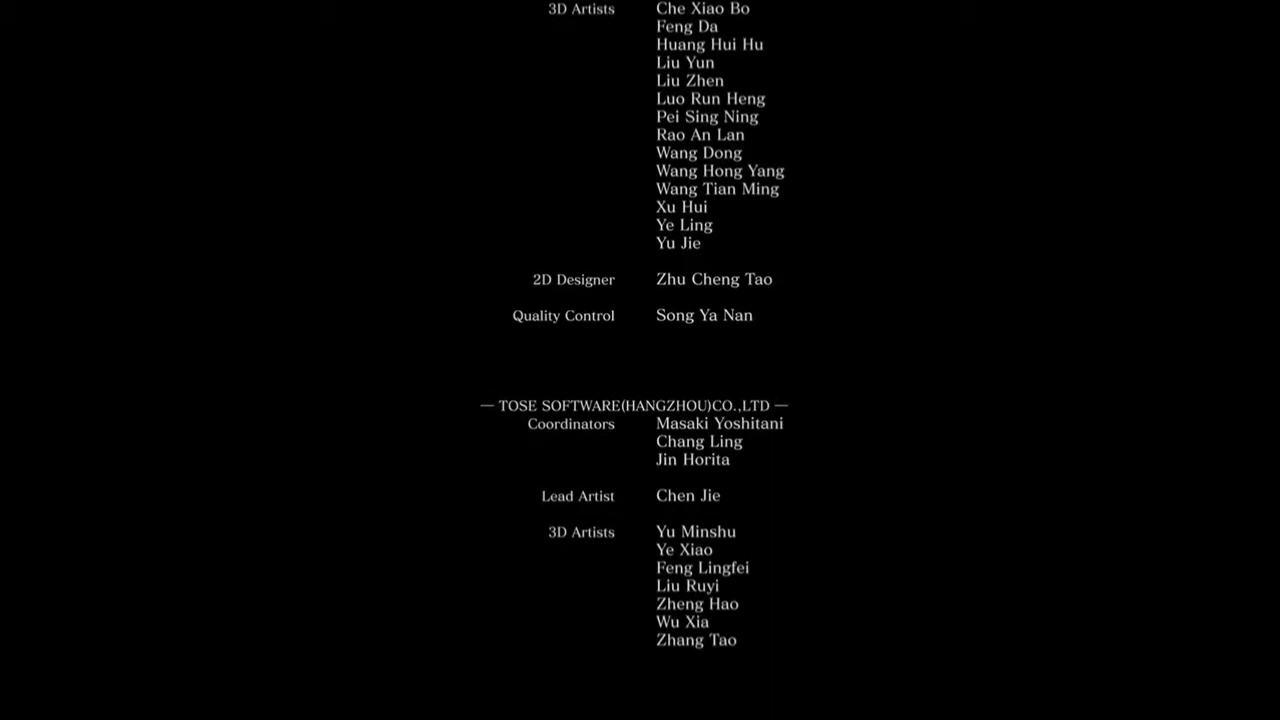 3D Artists Che Xiao Bo
Feng Da
Huang Hui Hu
Liu Yun
Liu Zhen
Luo Run Heng
Pei Sing Ning
Rao An Lan
Wang Dong
Wang Hong Yang
Wang Tian Ming
Xu Hui
Ye Ling
Yu Jie
2D Designer Zhu Cheng Tao
Quality Control Song Ya Nan
— TOSE SOFTWARE(HANGZHOU)CO.,LTD —
Coordinators Masaki Yoshitani
Chang Ling
Jin Horita
Lead Artist Chen Jie
3D Artists Yu Minshu
Ye Xiao
Feng Lingfei
Liu Ruyi
Zheng Hao
Wu Xia
Zhang Tao